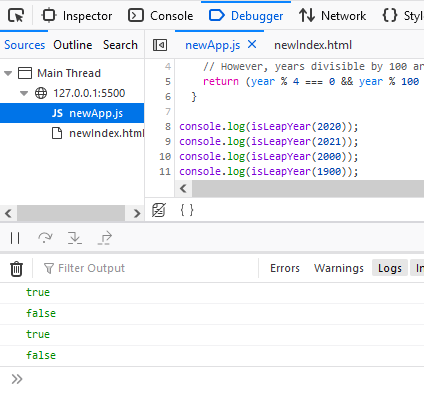 Inspector Console Debugger Network
Sources Outline Search newApp.js newIndex.html
Main Thread
127.0.0.1:5500
JS newApp.js
newIndex.html
4 // However, years divisible by 100 ar
5 return (year % 4 === 0 && year % 100
6 }
7
8 console.log(isLeapYear(2020));
9 console.log(isLeapYear(2021));
10 console.log(isLeapYear(2000));
11 console.log(isLeapYear(1900));
{ }
Filter Output Errors Warnings Logs In
true
false
true
false